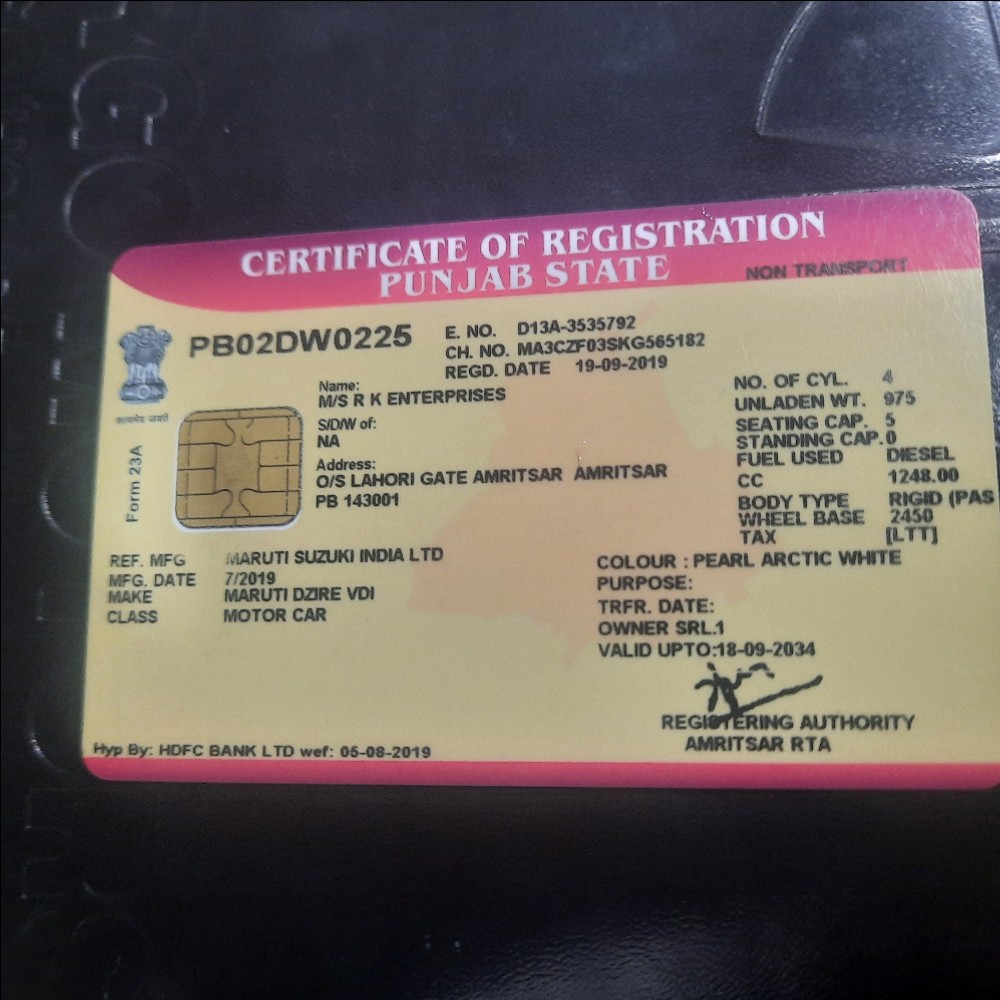 CERTIFICATE OF REGISTRATION
PUNJAB STATE
NON TRANSPORT
PB02DW0225
E. NO. D13A-3535792
CH. NO. MA3CZF03SKG565182
REGD. DATE 19-09-2019
सत्यमेव जयते
Form 23A
Name:
M/S R K ENTERPRISES
S/D/W of:
NA
Address:
O/S LAHORI GATE AMRITSAR AMRITSAR
PB 143001
NO. OF CYL. 4
UNLADEN WT. 975
SEATING CAP. 5
STANDING CAP.0
FUEL USED DIESEL
CC 1248.00
BODY TYPE RIGID (PAS
WHEEL BASE 2450
TAX [LTT]
REF. MFG MARUTI SUZUKI INDIA LTD
MFG. DATE 7/2019
MAKE MARUTI DZIRE VDI
CLASS MOTOR CAR
COLOUR : PEARL ARCTIC WHITE
PURPOSE:
TRFR. DATE:
OWNER SRL.1
VALID UPTO:18-09-2034
REGISTERING AUTHORITY
AMRITSAR RTA
Hyp By: HDFC BANK LTD wef: 05-08-2019